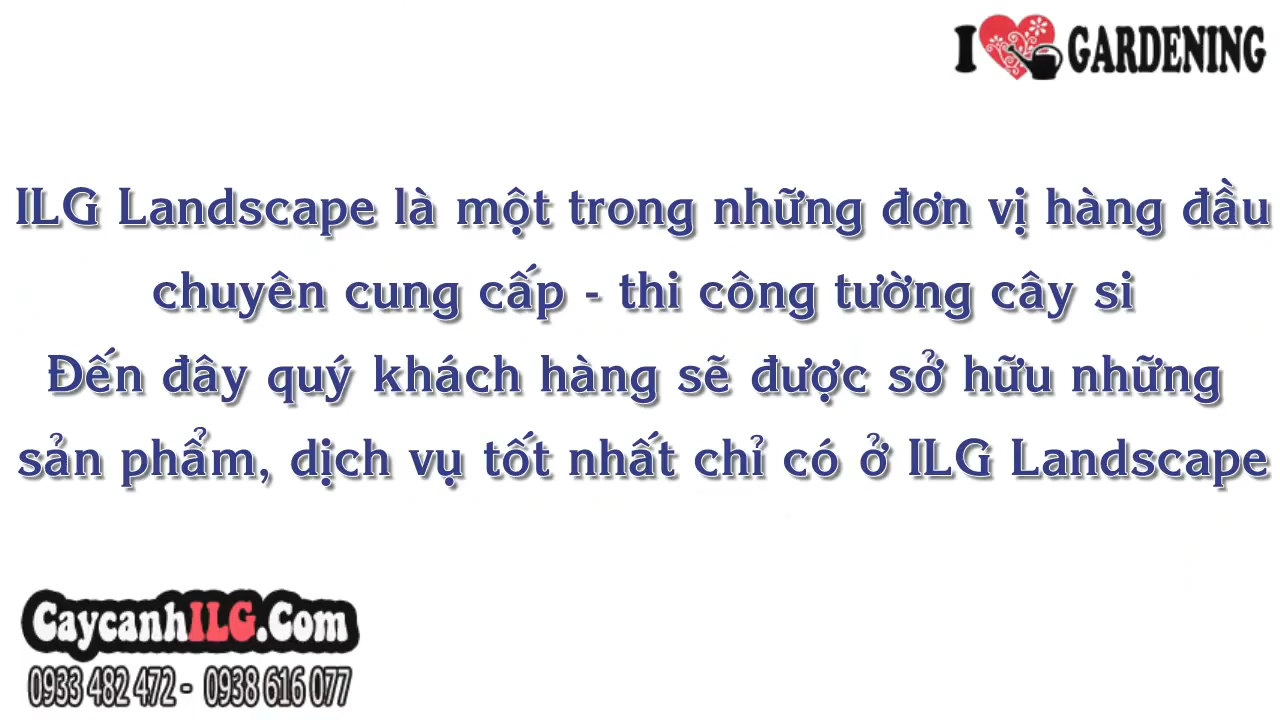 I GARDENING
ILG Landscape là một trong những đơn vị hàng đầu
chuyên cung cấp - thi công tường cây si
Đến đây quý khách hàng sẽ được sở hữu những
sản phẩm, dịch vụ tốt nhất chỉ có ở ILG Landscape
CaycanhILG.Com
0933 482 472 - 0938 616 077